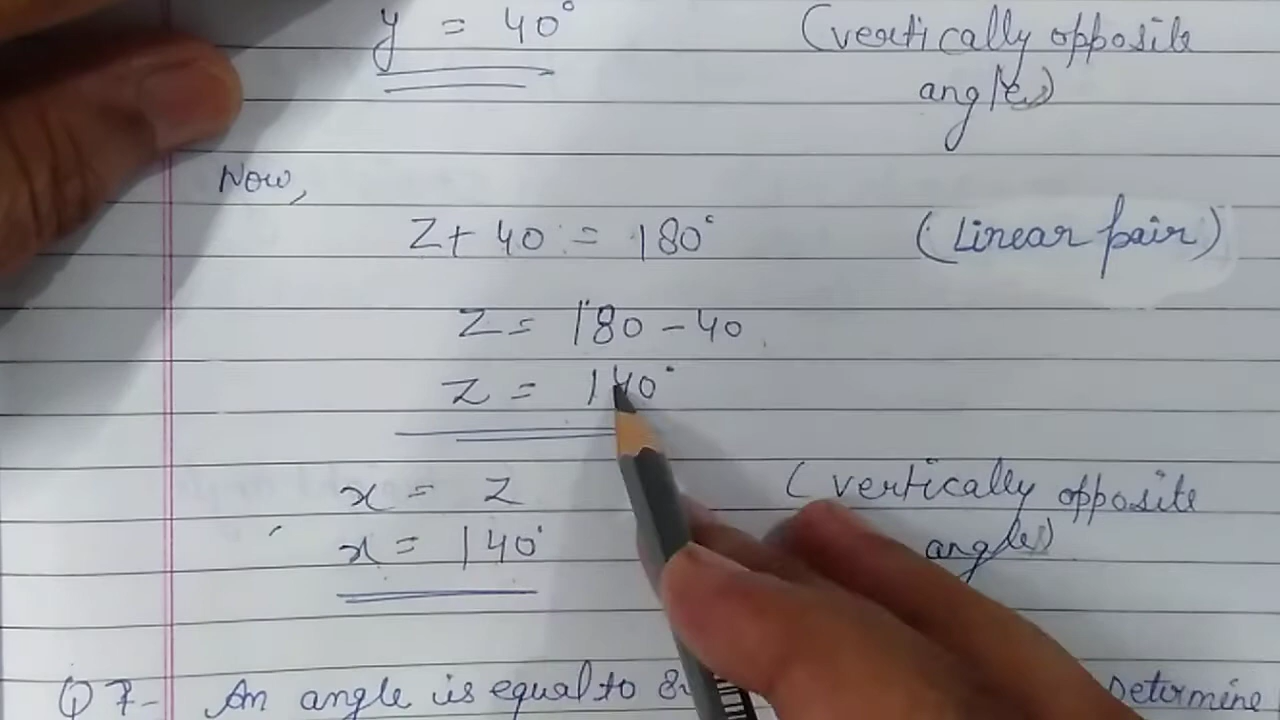 y = 40° (vertically opposite
angles)
Now,
Z + 40 = 180° (Linear pair)
Z = 180 - 40
Z = 140°
x = Z (vertically opposite
x = 140° angles)
Q7- An angle is equal to Determine